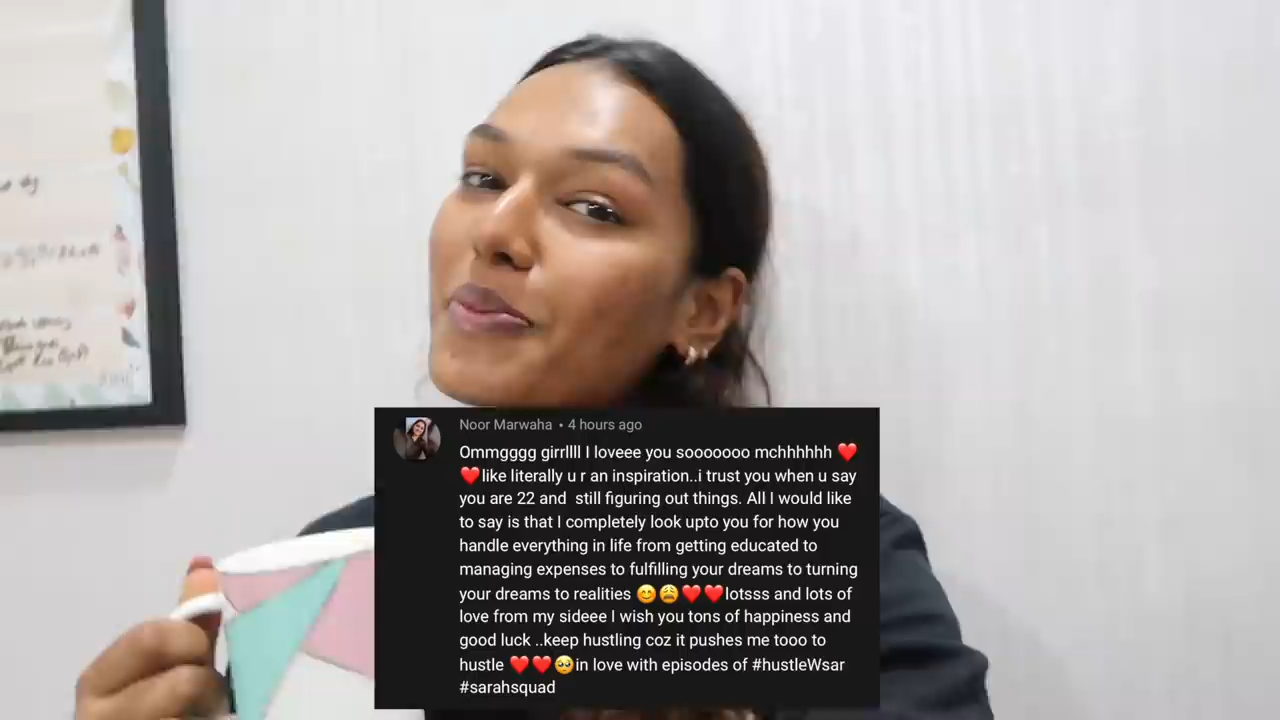 Noor Marwaha • 4 hours ago
Ommgggg girrllll I loveee you sooooooo mchhhhhh ❤️
❤️like literally u r an inspiration..i trust you when u say
you are 22 and  still figuring out things. All I would like
to say is that I completely look upto you for how you
handle everything in life from getting educated to
managing expenses to fulfilling your dreams to turning
your dreams to realities 😊😩❤️❤️lotsss and lots of
love from my sideee I wish you tons of happiness and
good luck ..keep hustling coz it pushes me tooo to
hustle ❤️❤️🥺in love with episodes of #hustleWsar
#sarahsquad